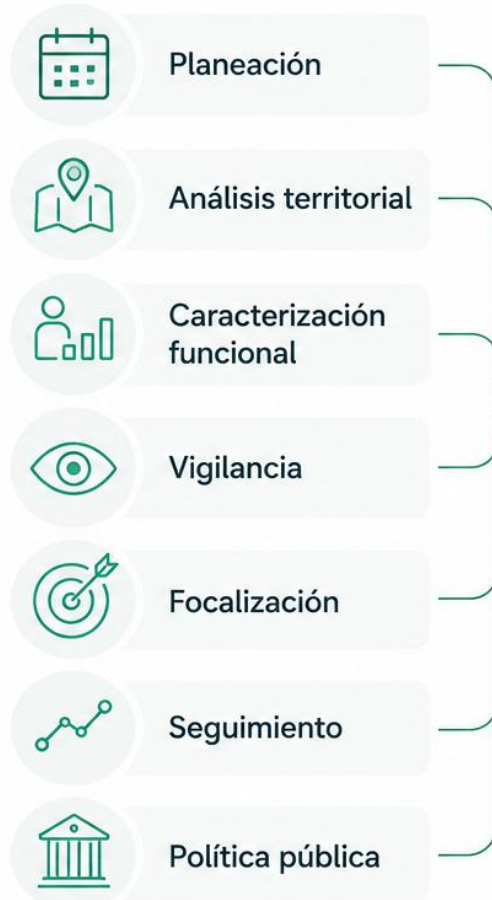 Planeación
Análisis territorial
Caracterización
funcional
Vigilancia
Focalización
Seguimiento
Política pública